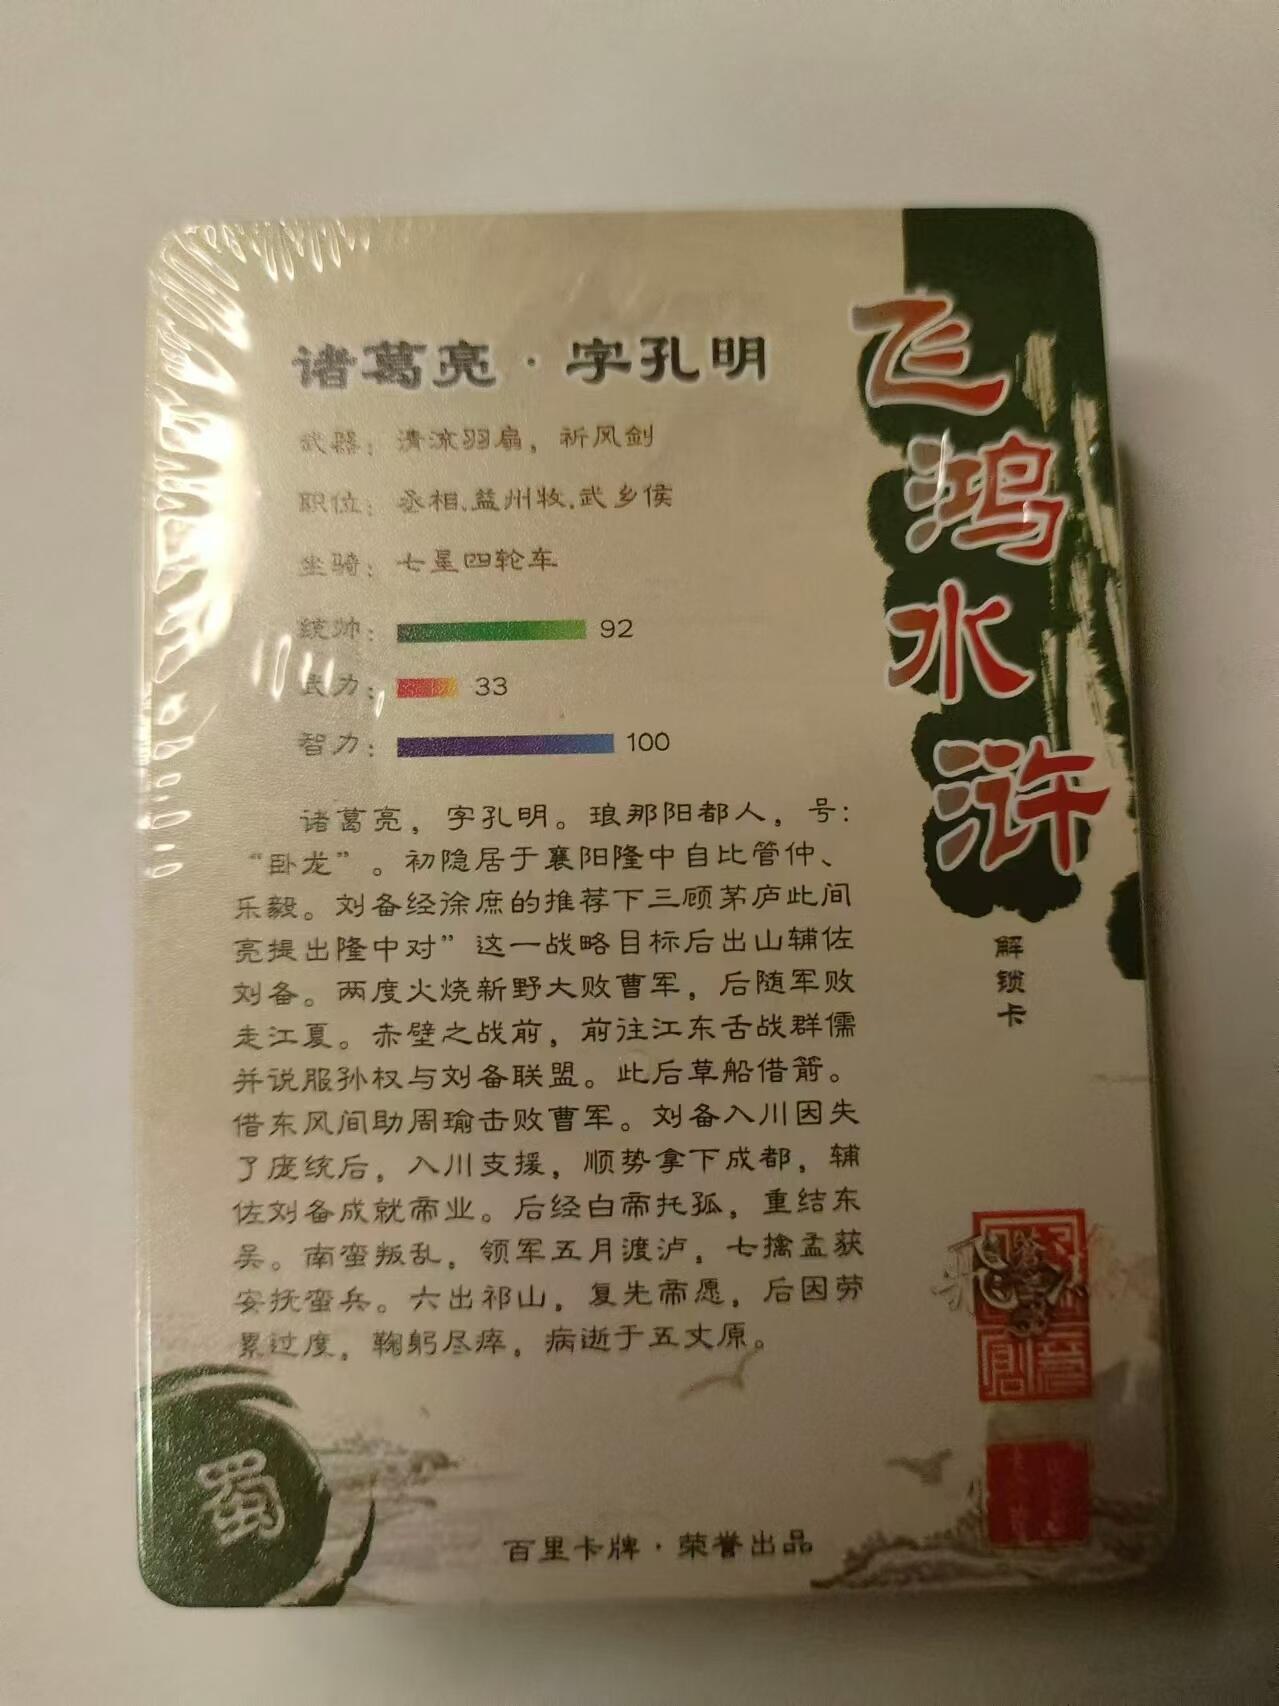 诸葛亮·字孔明
武器：清流羽扇，祈风剑
职位：丞相.益州牧.武乡侯
坐骑：七星四轮车
统帅：92
武力：33
智力：100
诸葛亮，字孔明。琅那阳都人，号：
“卧龙”。初隐居于襄阳隆中自比管仲、
乐毅。刘备经徐庶的推荐下三顾茅庐此间
亮提出隆中对”这一战略目标后出山辅佐
刘备。两度火烧新野大败曹军，后随军败
走江夏。赤壁之战前，前往江东舌战群儒
并说服孙权与刘备联盟。此后草船借箭。
借东风间助周瑜击败曹军。刘备入川因失
了庞统后，入川支援，顺势拿下成都，辅
佐刘备成就帝业。后经白帝托孤，重结东
吴。南蛮叛乱，领军五月渡泸，七擒孟获
安抚蛮兵。六出祁山，复先帝愿，后因劳
累过度，鞠躬尽瘁，病逝于五丈原。
飞鸿水浒
解锁卡
蜀
百里卡牌·荣誉出品